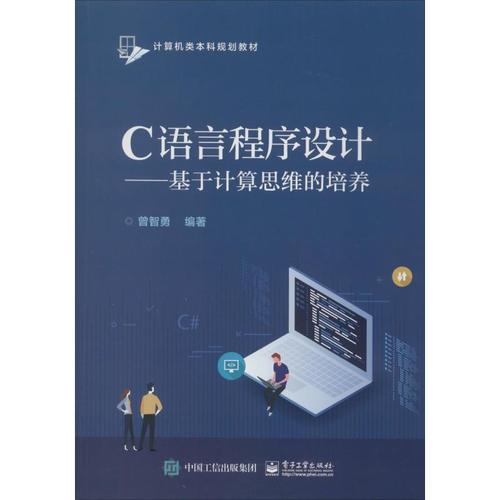 计算机类本科规划教材
C语言程序设计
——基于计算思维的培养
曾智勇 编著
C#
</>
中国工信出版集团
电子工业出版社